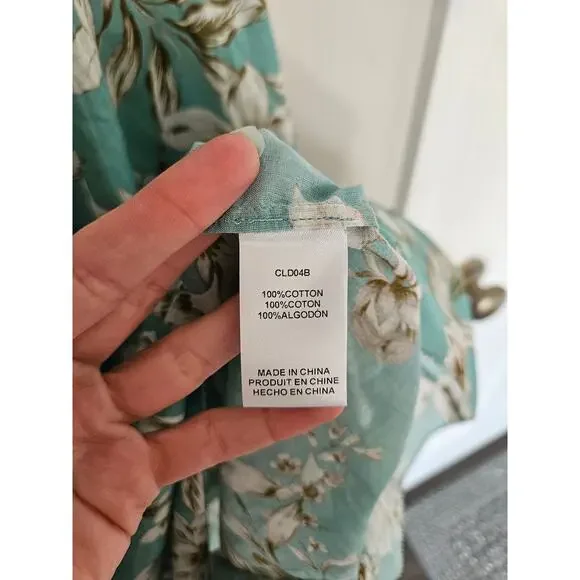 CLD04B
100%COTTON
100%COTON
100%ALGODÓN
MADE IN CHINA
PRODUIT EN CHINE
HECHO EN CHINA